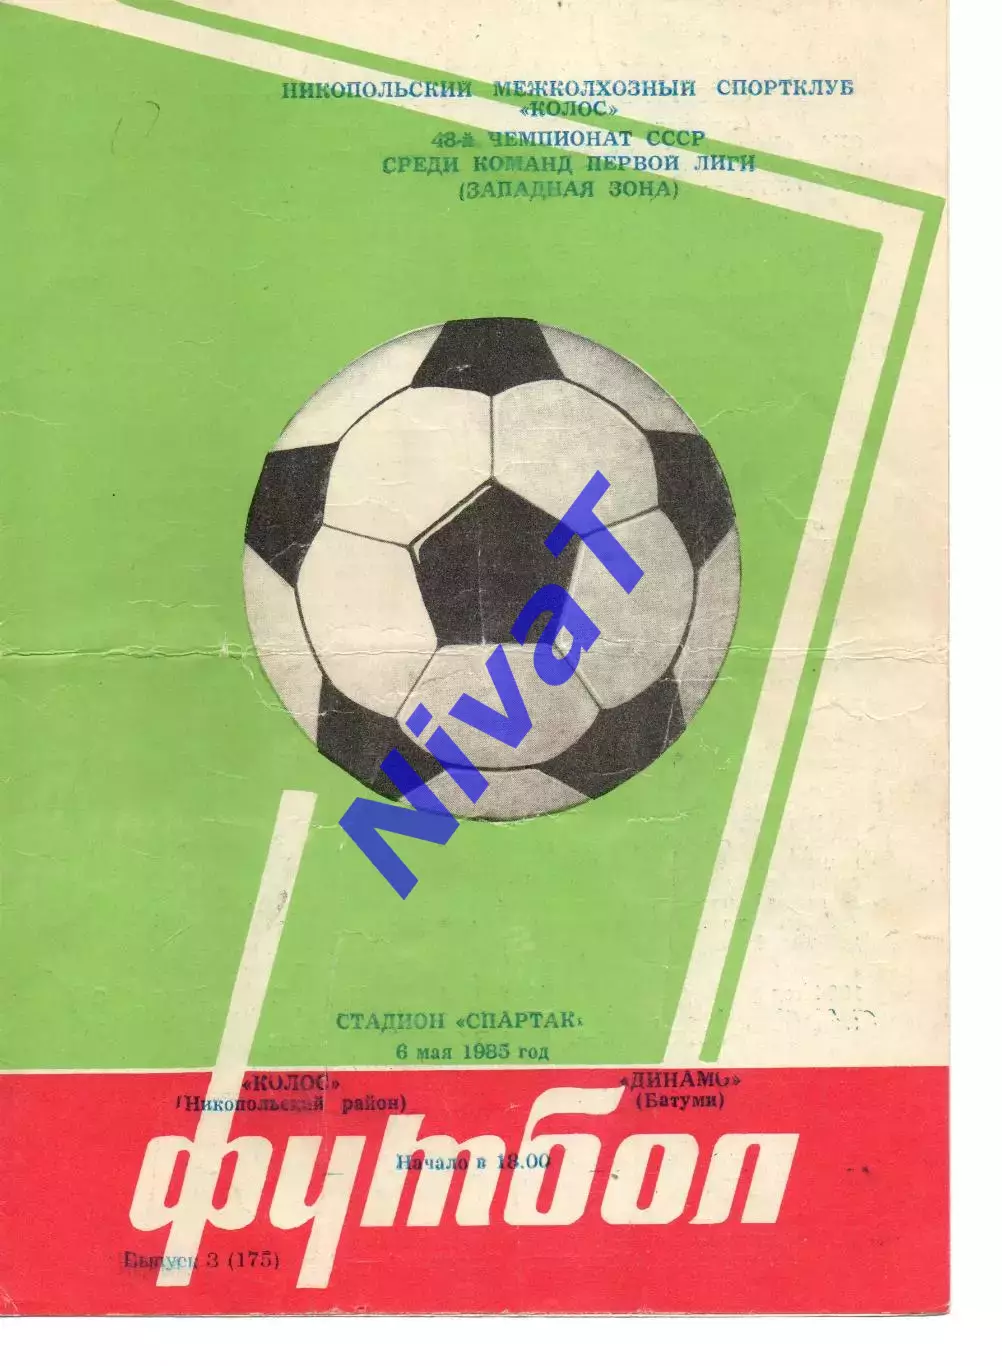 НИКОПОЛЬСКИЙ МЕЖКОЛХОЗНЫЙ СПОРТКЛУБ
«КОЛОС»
48-й ЧЕМПИОНАТ СССР
СРЕДИ КОМАНД ПЕРВОЙ ЛИГИ
(ЗАПАДНАЯ ЗОНА)
NivaT
СТАДИОН «СПАРТАК»
6 мая 1985 год
«КОЛОС»
(Никопольский район)
«ДИНАМО»
(Батуми)
Начало в 18.00
футбол
Выпуск 3 (175)